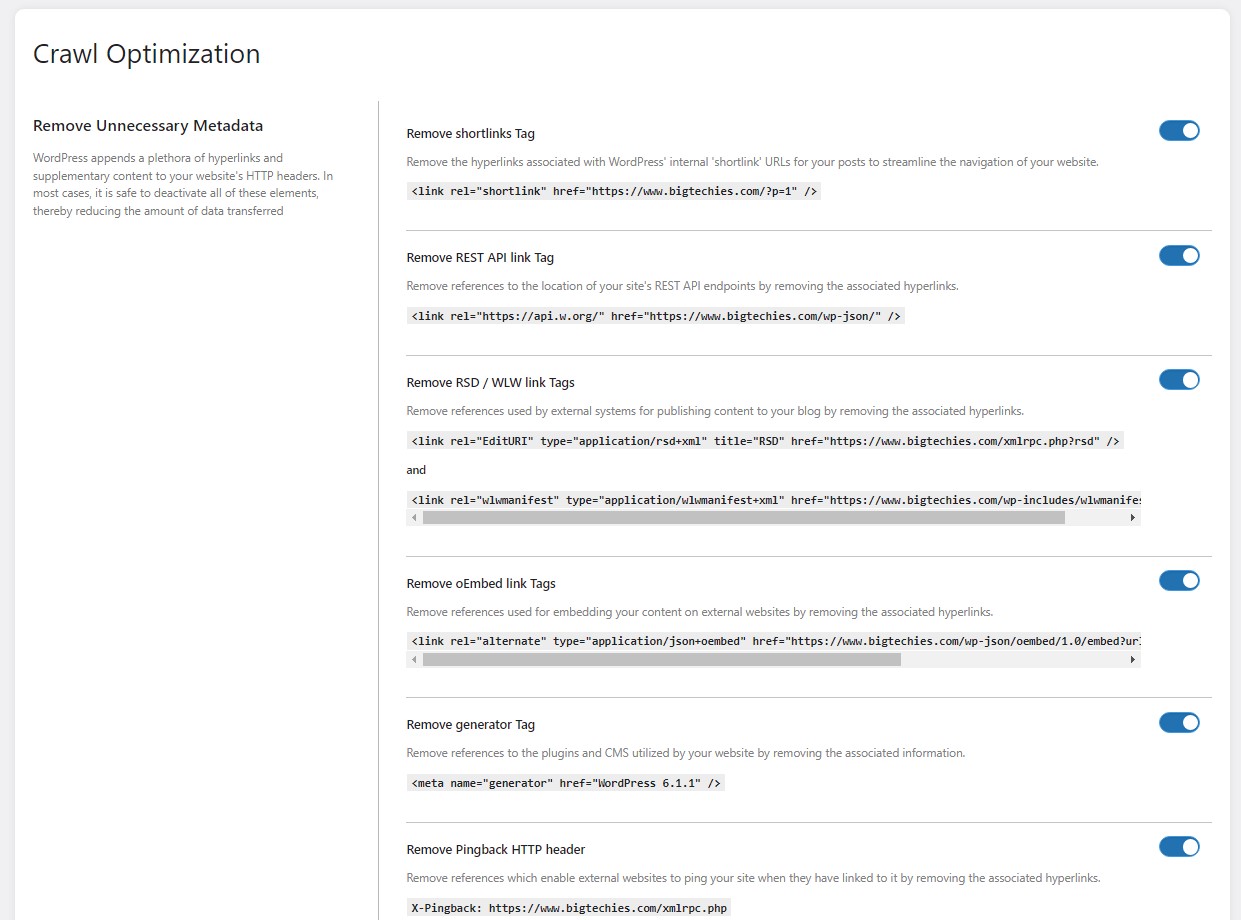 Crawl Optimization
Remove Unnecessary Metadata
WordPress appends a plethora of hyperlinks and
supplementary content to your website's HTTP headers. In
most cases, it is safe to deactivate all of these elements,
thereby reducing the amount of data transferred
Remove shortlinks Tag
Remove the hyperlinks associated with WordPress' internal 'shortlink' URLs for your posts to streamline the navigation of your website.
<link rel="shortlink" href="https://www.bigtechies.com/?p=1" />
Remove REST API link Tag
Remove references to the location of your site's REST API endpoints by removing the associated hyperlinks.
<link rel="https://api.w.org/" href="https://www.bigtechies.com/wp-json/" />
Remove RSD / WLW link Tags
Remove references used by external systems for publishing content to your blog by removing the associated hyperlinks.
<link rel="EditURI" type="application/rsd+xml" title="RSD" href="https://www.bigtechies.com/xmlrpc.php?rsd" />
and
<link rel="wlwmanifest" type="application/wlwmanifest+xml" href="https://www.bigtechies.com/wp-includes/wlwmanifes
Remove oEmbed link Tags
Remove references used for embedding your content on external websites by removing the associated hyperlinks.
<link rel="alternate" type="application/json+oembed" href="https://www.bigtechies.com/wp-json/oembed/1.0/embed?url
Remove generator Tag
Remove references to the plugins and CMS utilized by your website by removing the associated information.
<meta name="generator" href="WordPress 6.1.1" />
Remove Pingback HTTP header
Remove references which enable external websites to ping your site when they have linked to it by removing the associated hyperlinks.
X-Pingback: https://www.bigtechies.com/xmlrpc.php